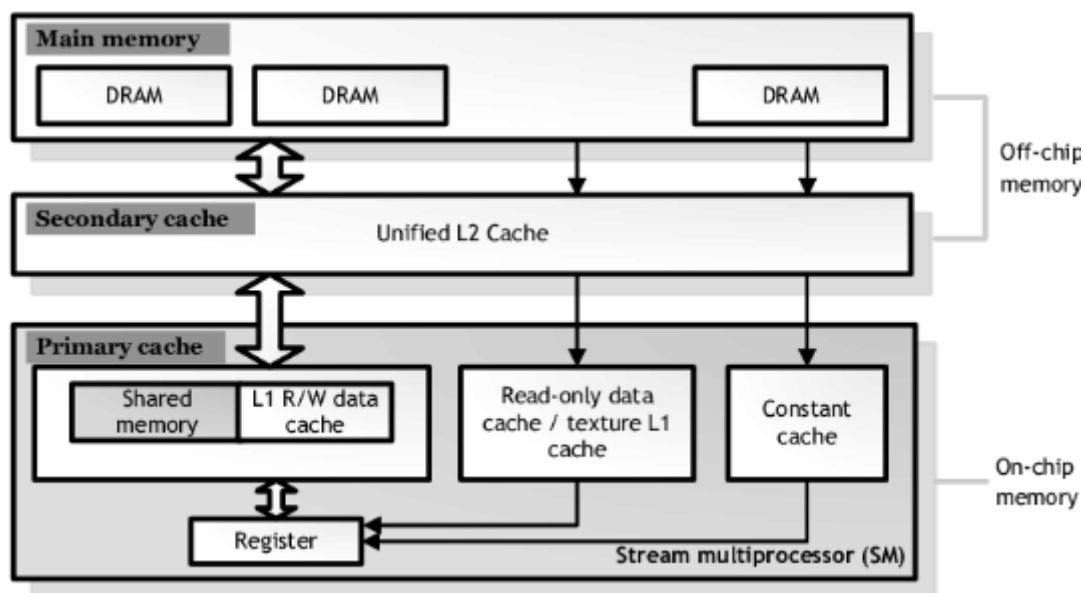 Main memory
DRAM
DRAM
DRAM
Off-chip
memory
Secondary cache
Unified L2 Cache
Primary cache
Shared
memory
L1 R/W data
cache
Read-only data
cache / texture L1
cache
Constant
cache
On-chip
memory
Register
Stream multiprocessor (SM)